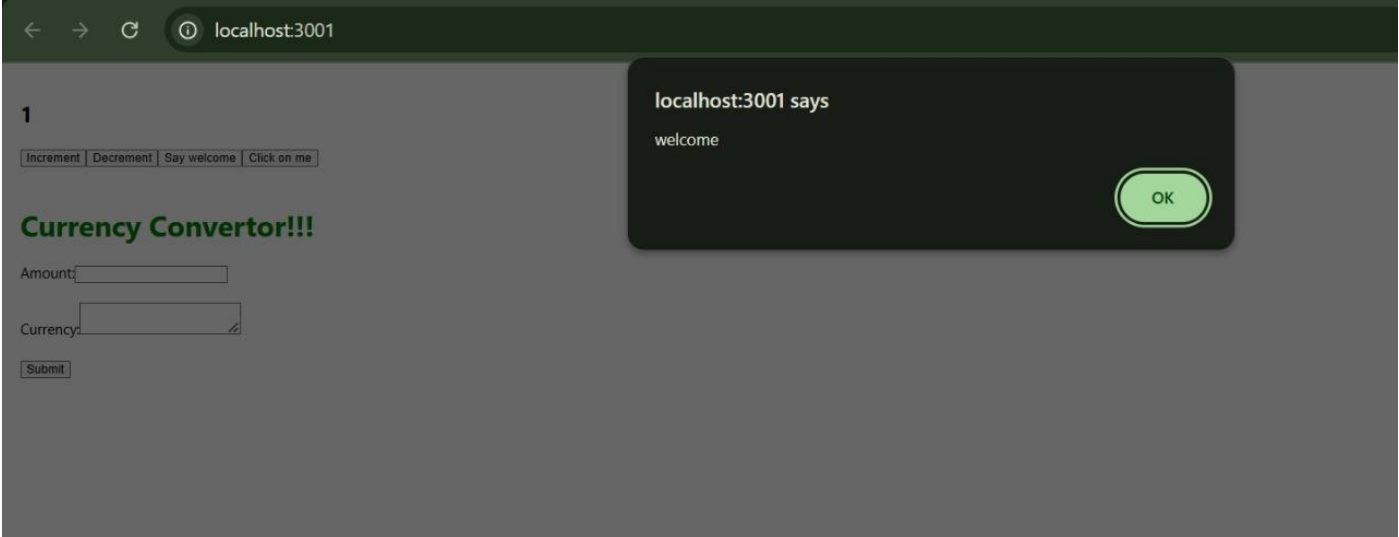 localhost:3001
localhost:3001 says
welcome
OK
1
Increment Decrement Say welcome Click on me
Currency Convertor!!!
Amount:
Currency:
Submit